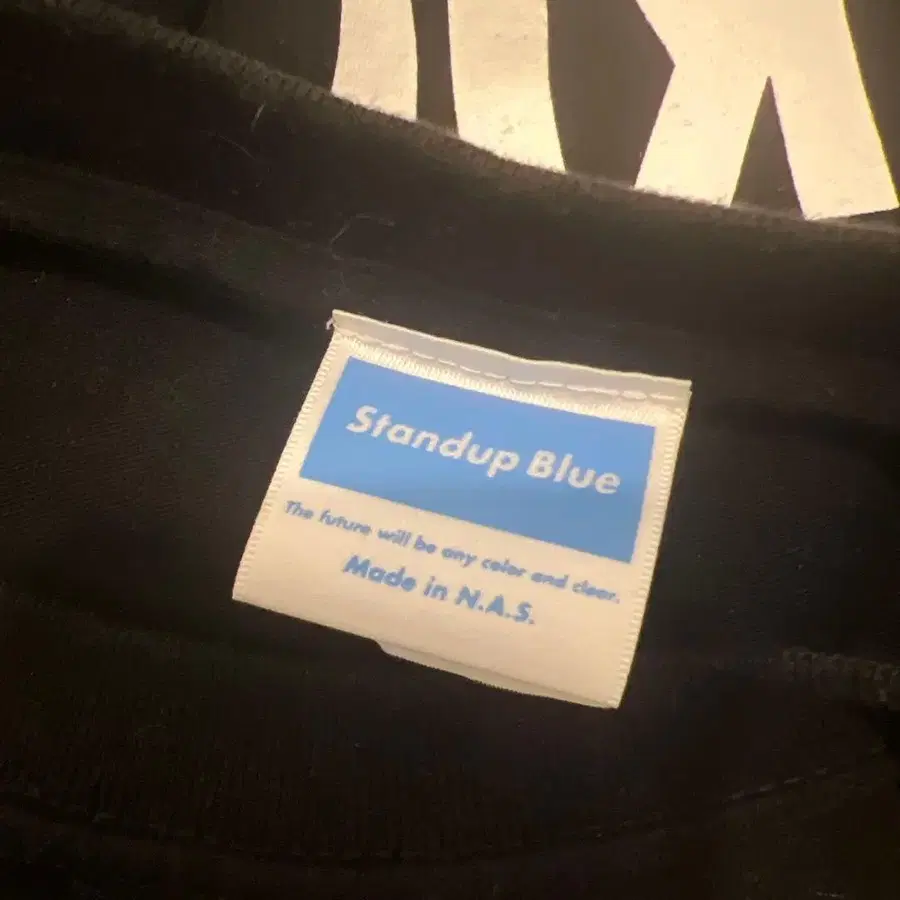 Standup Blue
The future will be any color and clear.
Made in N.A.S.